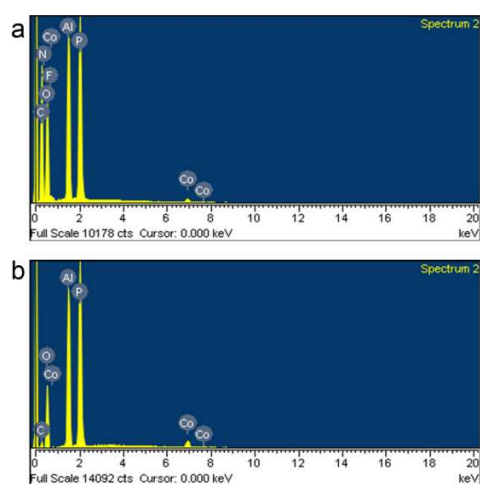 a
Spectrum 2
Co
Al
N
P
F
O
C
Co
Co
0 2 4 6 8 10 12 14 16 18 20
Full Scale 10178 cts Cursor: 0.000 keV keV
b
Spectrum 2
Al
P
O
Co
C
Co
Co
0 2 4 6 8 10 12 14 16 18 20
Full Scale 14092 cts Cursor: 0.000 keV keV